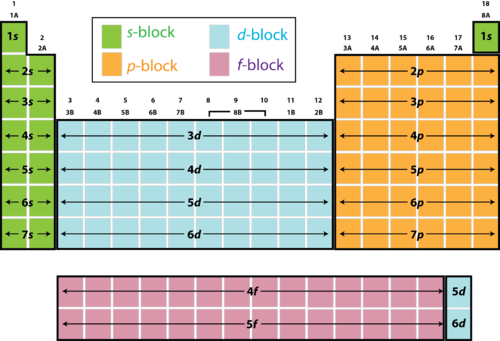 1 18
1A 8A
1s s-block d-block 1s
2 p-block f-block 13 14 15 16 17
2A 3A 4A 5A 6A 7A
2s 2p
3s 3 4 5 6 7 8 9 10 11 12 3p
3B 4B 5B 6B 7B 8B 1B 2B
4s 3d 4p
5s 4d 5p
6s 5d 6p
7s 6d 7p
4f 5d
5f 6d